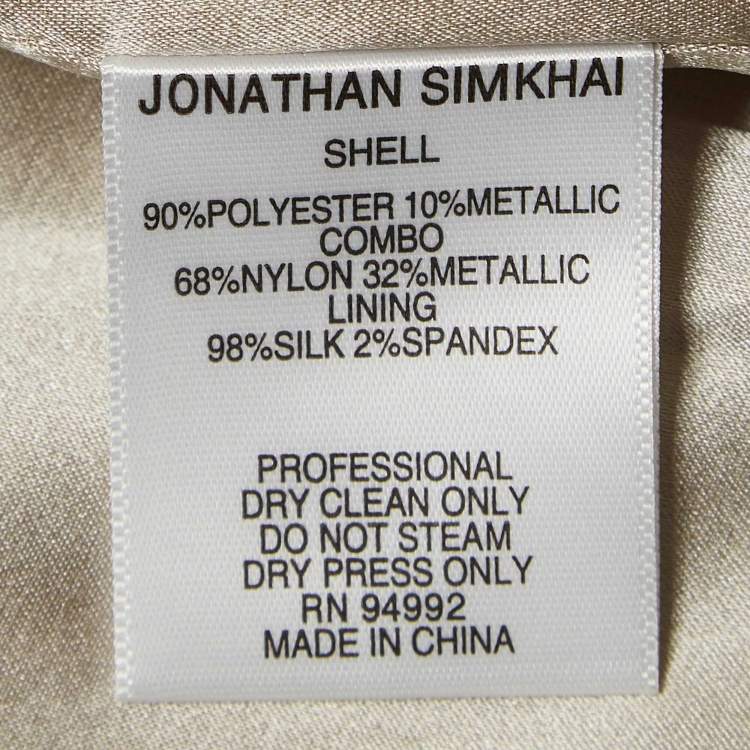 JONATHAN SIMKHAI
SHELL
90%POLYESTER 10%METALLIC
COMBO
68%NYLON 32%METALLIC
LINING
98%SILK 2%SPANDEX
PROFESSIONAL
DRY CLEAN ONLY
DO NOT STEAM
DRY PRESS ONLY
RN 94992
MADE IN CHINA